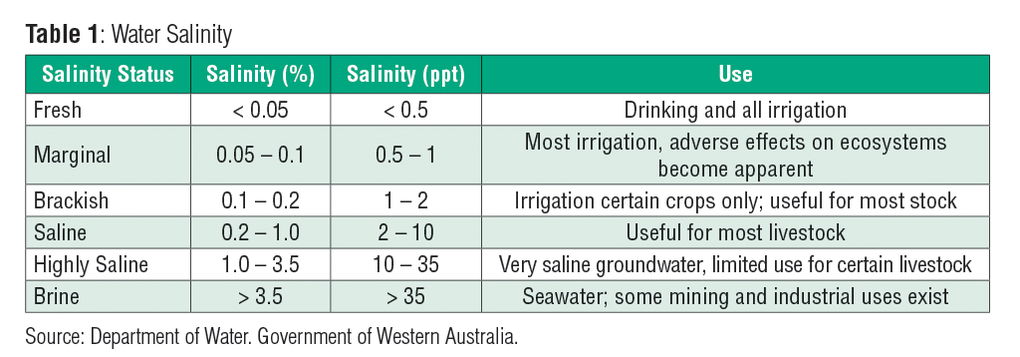 Table 1: Water Salinity
Salinity Status Salinity (%) Salinity (ppt) Use
Fresh < 0.05 < 0.5 Drinking and all irrigation
Marginal 0.05 – 0.1 0.5 – 1 Most irrigation, adverse effects on ecosystems
become apparent
Brackish 0.1 – 0.2 1 – 2 Irrigation certain crops only; useful for most stock
Saline 0.2 – 1.0 2 – 10 Useful for most livestock
Highly Saline 1.0 – 3.5 10 – 35 Very saline groundwater, limited use for certain livestock
Brine > 3.5 > 35 Seawater; some mining and industrial uses exist
Source: Department of Water. Government of Western Australia.